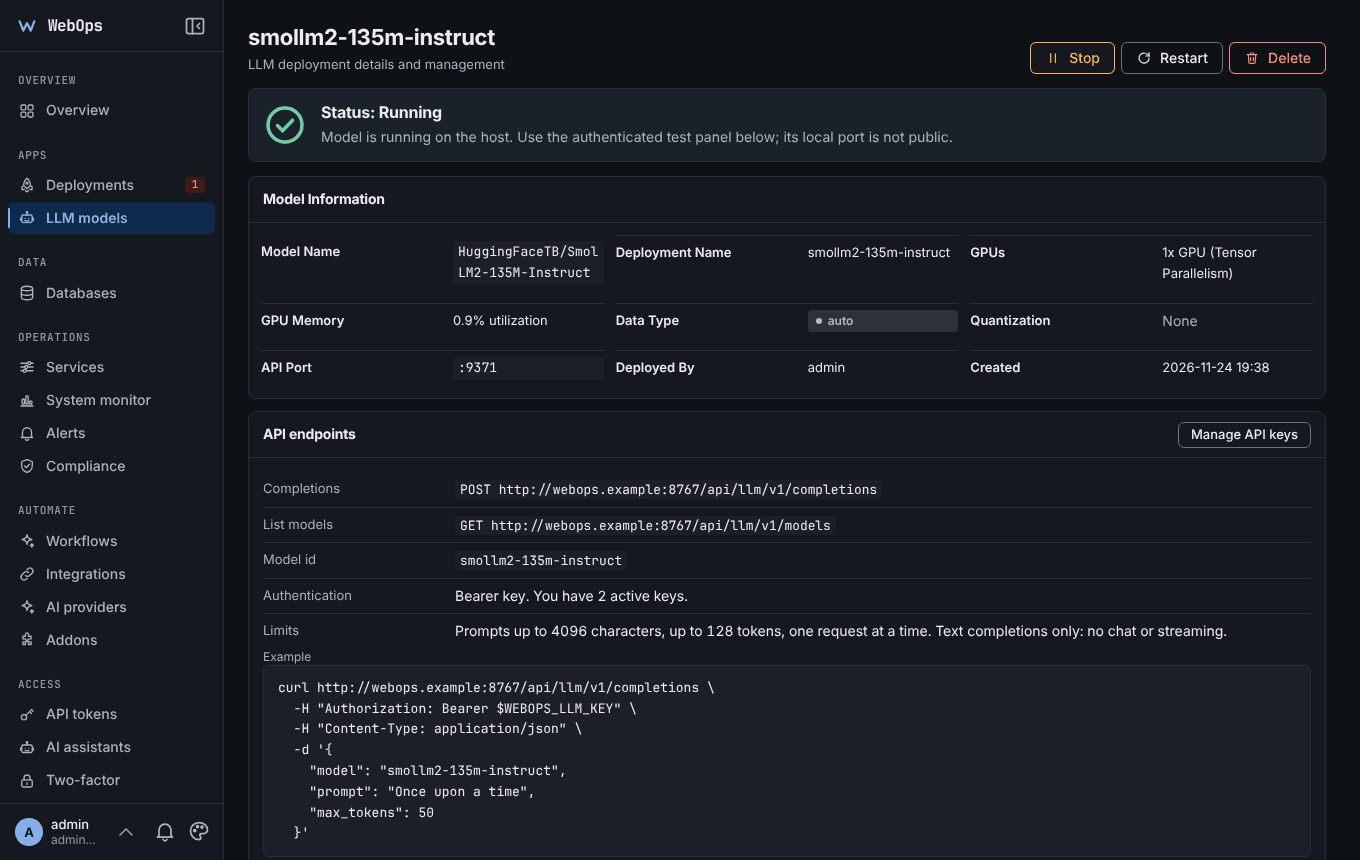 WebOps
OVERVIEW
Overview
APPS
Deployments 1
LLM models
DATA
Databases
OPERATIONS
Services
System monitor
Alerts
Compliance
AUTOMATE
Workflows
Integrations
AI providers
Addons
ACCESS
API tokens
AI assistants
Two-factor
A admin
admin...
smollm2-135m-instruct
LLM deployment details and management
Stop Restart Delete
Status: Running
Model is running on the host. Use the authenticated test panel below; its local port is not public.
Model Information
Model Name HuggingFaceTB/Smol
LM2-135M-Instruct
Deployment Name smollm2-135m-instruct
GPUs 1x GPU (Tensor
Parallelism)
GPU Memory 0.9% utilization
Data Type auto
Quantization None
API Port :9371
Deployed By admin
Created 2026-11-24 19:38
API endpoints Manage API keys
Completions POST http://webops.example:8767/api/llm/v1/completions
List models GET http://webops.example:8767/api/llm/v1/models
Model id smollm2-135m-instruct
Authentication Bearer key. You have 2 active keys.
Limits Prompts up to 4096 characters, up to 128 tokens, one request at a time. Text completions only: no chat or streaming.
Example
curl http://webops.example:8767/api/llm/v1/completions \
-H "Authorization: Bearer $WEBOPS_LLM_KEY" \
-H "Content-Type: application/json" \
-d '{
"model": "smollm2-135m-instruct",
"prompt": "Once upon a time",
"max_tokens": 50
}'